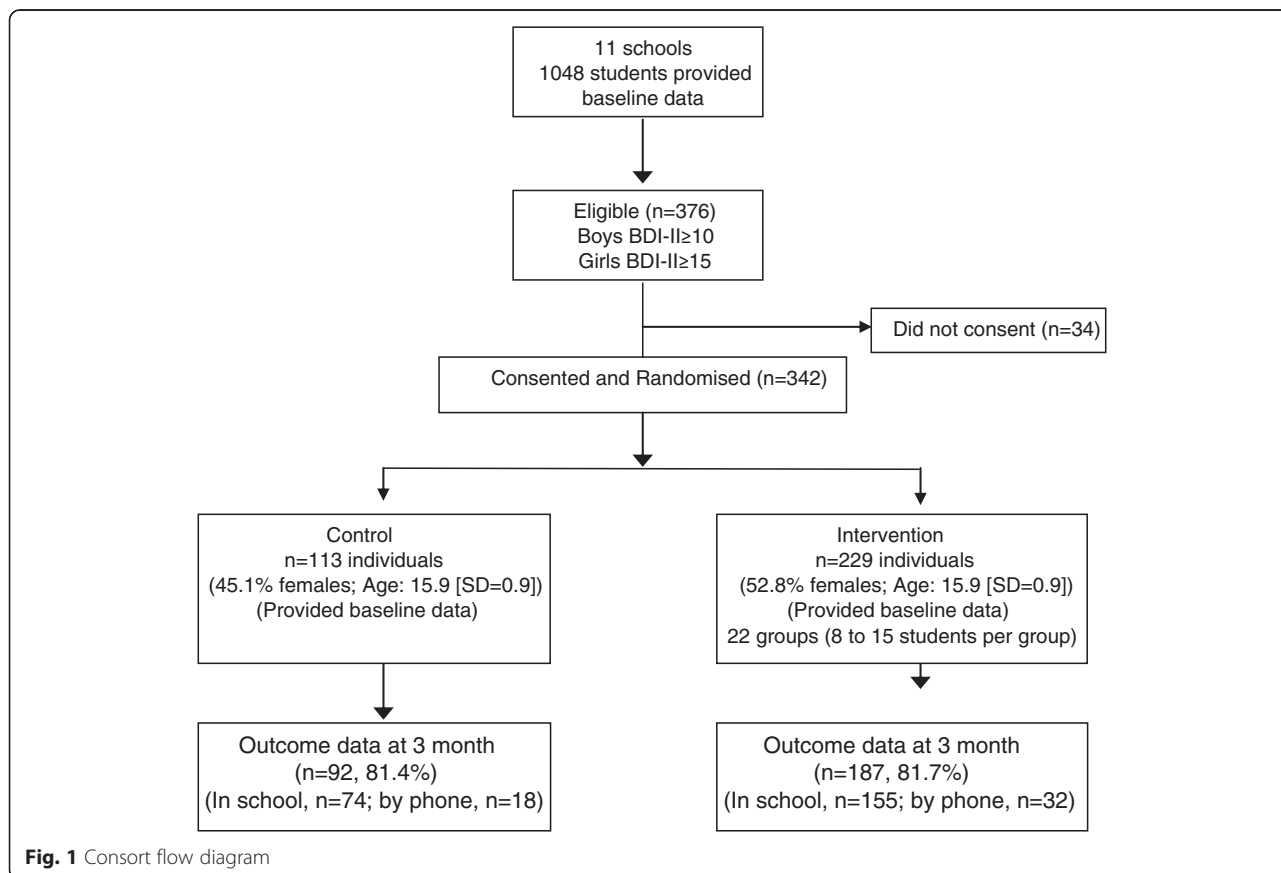 11 schools
1048 students provided
baseline data
Eligible (n=376)
Boys BDI-II≥10
Girls BDI-II≥15
Did not consent (n=34)
Consented and Randomised (n=342)
Control
n=113 individuals
(45.1% females; Age: 15.9 [SD=0.9])
(Provided baseline data)
Intervention
n=229 individuals
(52.8% females; Age: 15.9 [SD=0.9])
(Provided baseline data)
22 groups (8 to 15 students per group)
Outcome data at 3 month
(n=92, 81.4%)
(In school, n=74; by phone, n=18)
Outcome data at 3 month
(n=187, 81.7%)
(In school, n=155; by phone, n=32)
Fig. 1 Consort flow diagram